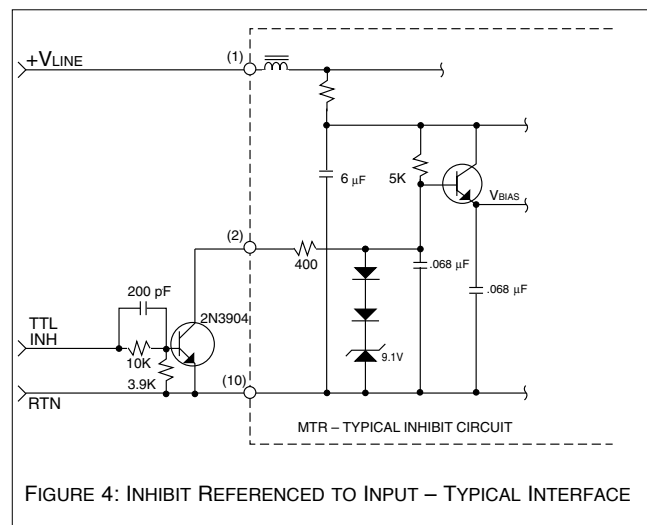 +VLINE
(1)
6 µF
5K
VBIAS
(2)
400
.068 µF
.068 µF
200 pF
2N3904
TTL
INH
10K
9.1V
3.9K
(10)
RTN
MTR – TYPICAL INHIBIT CIRCUIT
FIGURE 4: INHIBIT REFERENCED TO INPUT – TYPICAL INTERFACE